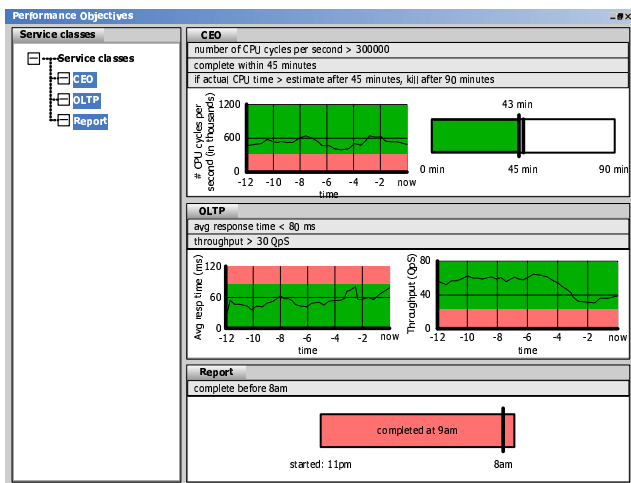 Performance Objectives
Service classes
Service classes
CEO
OLTP
Report
CEO
number of CPU cycles per second > 300000
complete within 45 minutes
if actual CPU time > estimate after 45 minutes, kill after 90 minutes
# CPU cycles per
second (in thousands)
1200
600
0
-12 -10 -8 -6 -4 -2 now
time
43 min
0 min 45 min 90 min
OLTP
avg response time < 80 ms
throughput > 30 QpS
Avg resp time (ms)
120
60
0
-12 -10 -8 -6 -4 -2 now
time
Throughput (QpS)
80
40
0
-12 -10 -8 -6 -4 -2 now
time
Report
complete before 8am
completed at 9am
started: 11pm 8am